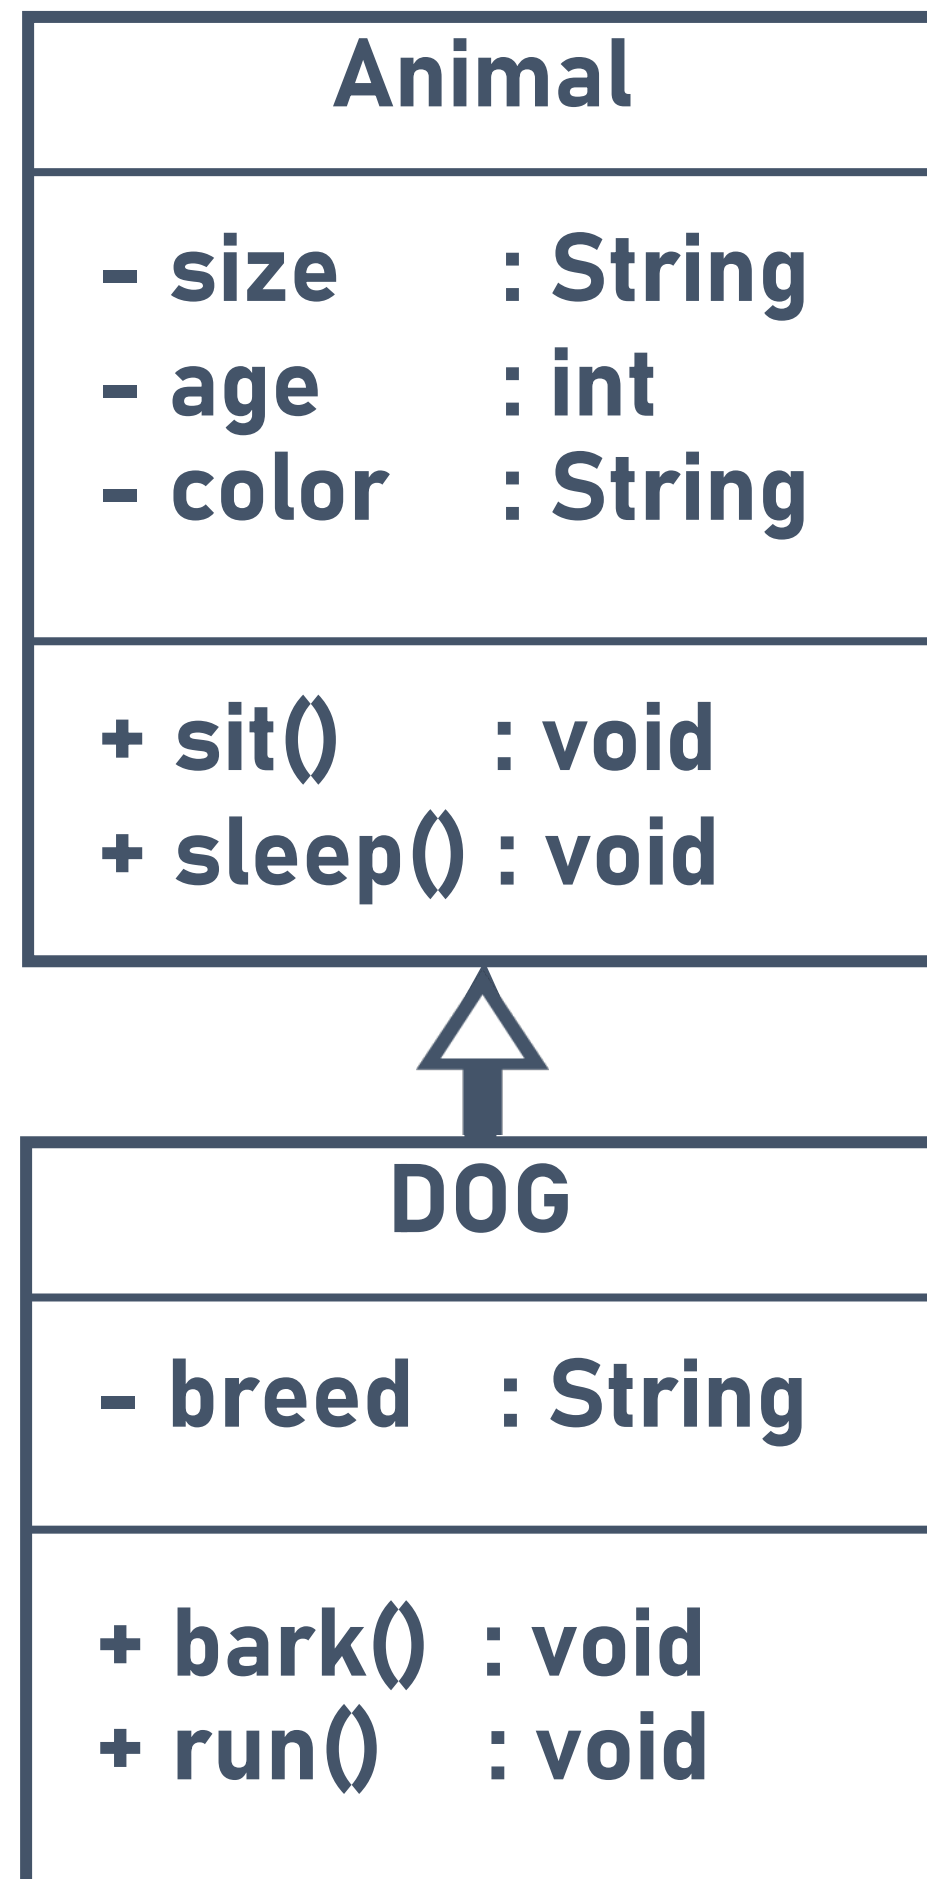 Animal
- size : String
- age : int
- color : String
+ sit() : void
+ sleep() : void
DOG
- breed : String
+ bark() : void
+ run() : void